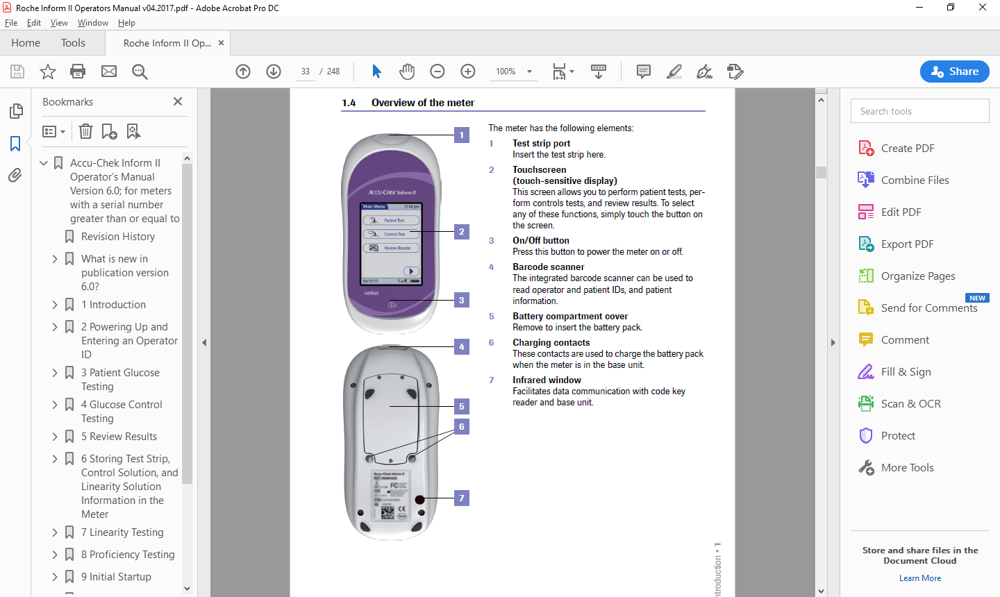 Roche Inform II Operators Manual v04.2017.pdf - Adobe Acrobat Pro DC
File Edit View Window Help
Home Tools Roche Inform II Op... ×
33 / 248 100%
Share
Bookmarks
Accu-Chek Inform II
Operator's Manual
Version 6.0; for meters
with a serial number
greater than or equal to
Revision History
What is new in
publication version
6.0?
1 Introduction
2 Powering Up and
Entering an Operator
ID
3 Patient Glucose
Testing
4 Glucose Control
Testing
5 Review Results
6 Storing Test Strip,
Control Solution, and
Linearity Solution
Information in the
Meter
7 Linearity Testing
8 Proficiency Testing
9 Initial Startup
1.4 Overview of the meter
1
ACCU-CHEK Inform II
Main Menu 12:48 pm
Patient Test
Control Test
Review Results
03/17/17
cobas
2
3
4
5
6
Accu-Chek Inform II
REF
FC
CE
Roche
7
The meter has the following elements:
1 Test strip port
Insert the test strip here.
2 Touchscreen
(touch-sensitive display)
This screen allows you to perform patient tests, per-
form controls tests, and review results. To select
any of these functions, simply touch the button on
the screen.
3 On/Off button
Press this button to power the meter on or off.
4 Barcode scanner
The integrated barcode scanner can be used to
read operator and patient IDs, and patient
information.
5 Battery compartment cover
Remove to insert the battery pack.
6 Charging contacts
These contacts are used to charge the battery pack
when the meter is in the base unit.
7 Infrared window
Facilitates data communication with code key
reader and base unit.
ntroduction • 1
Search tools
Create PDF
Combine Files
Edit PDF
Export PDF
Organize Pages
NEW
Send for Comments
Comment
Fill & Sign
Scan & OCR
Protect
More Tools
Store and share files in the
Document Cloud
Learn More